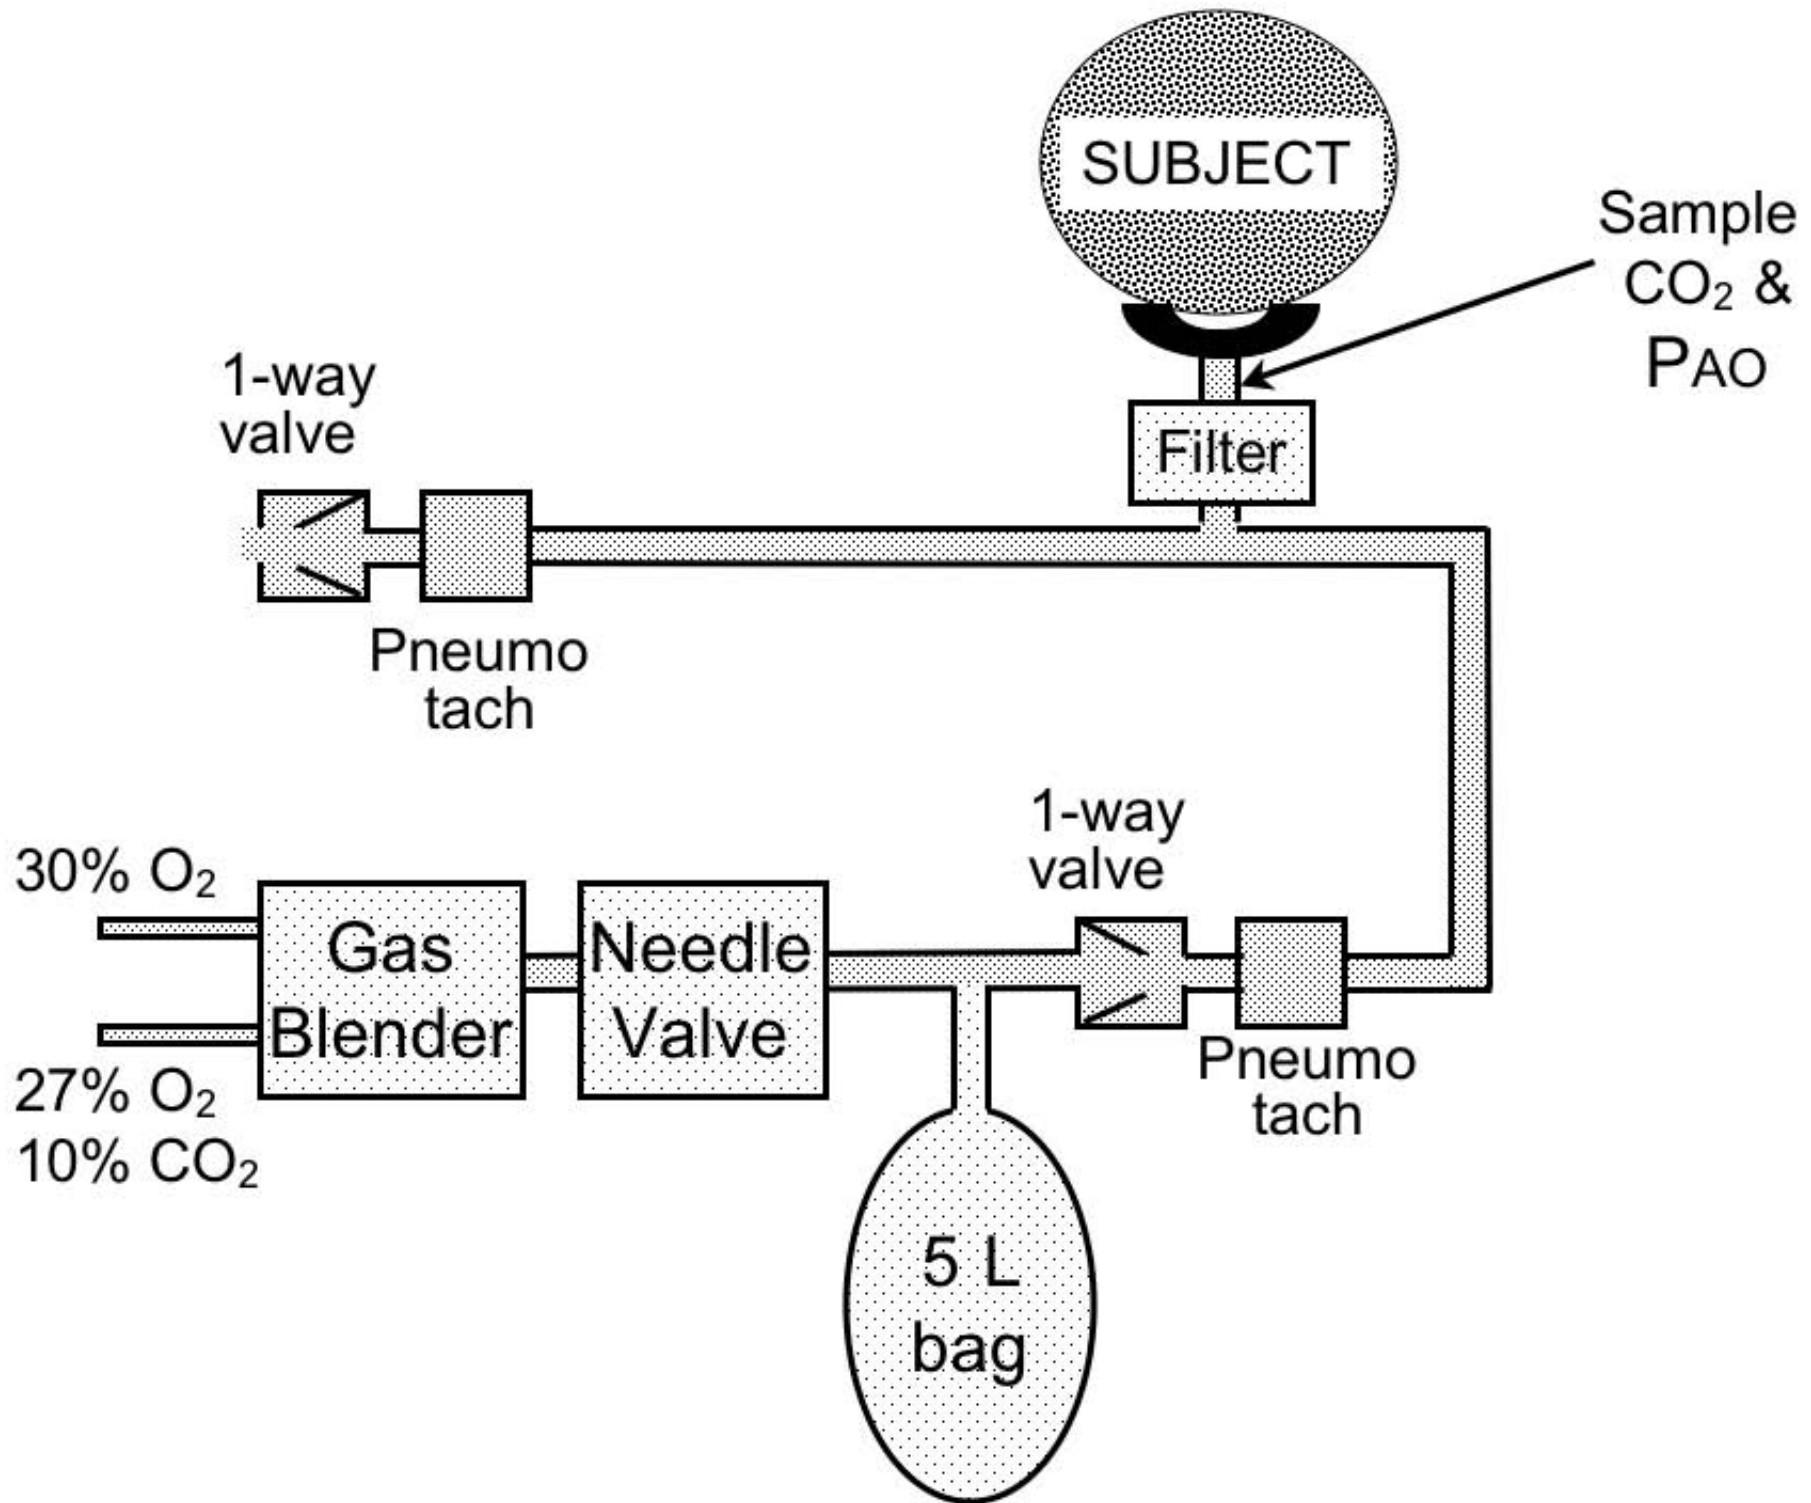 SUBJECT
Sample
CO₂ &
PAO
Filter
1-way
valve
Pneumo
tach
1-way
valve
30% O₂
27% O₂
10% CO₂
Gas
Blender
Needle
Valve
Pneumo
tach
5 L
bag